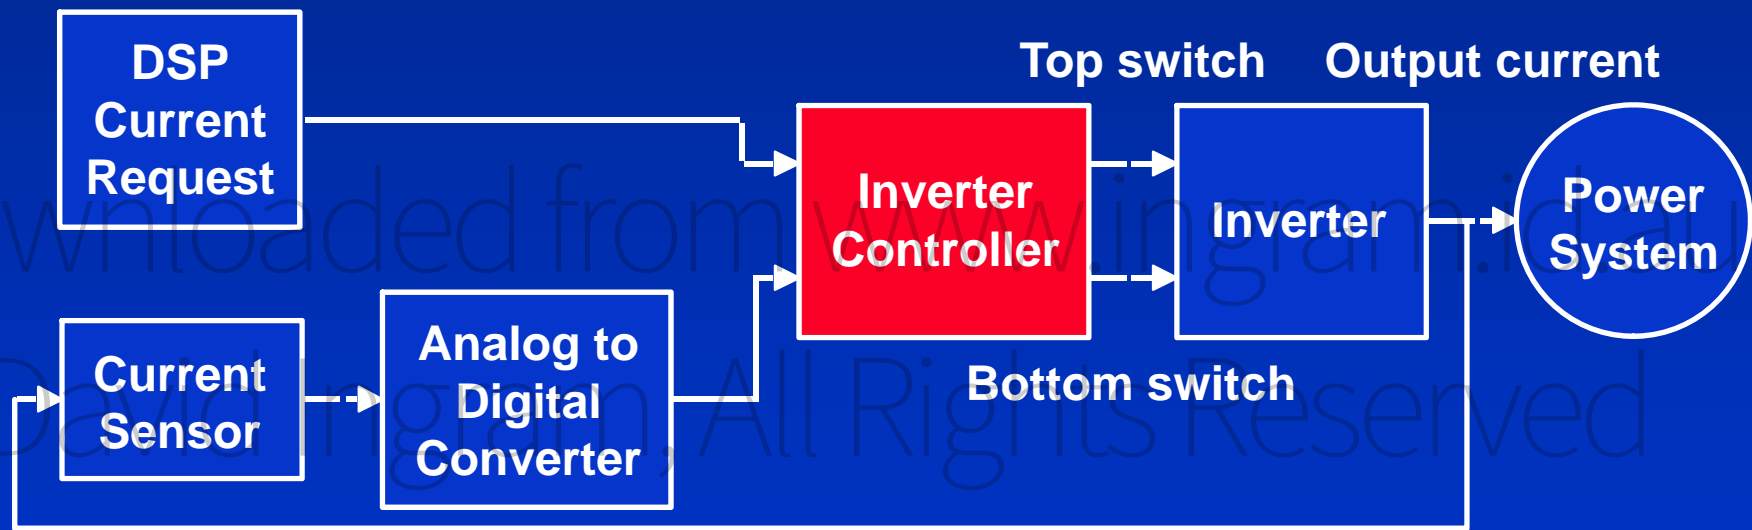 DSP
Current
Request
Top switch
Output current
Inverter
Controller
Inverter
Power
System
Current
Sensor
Analog to
Digital
Converter
Bottom switch
wnloaded from www.ingram.id.au
David Ingram, All Rights Reserved